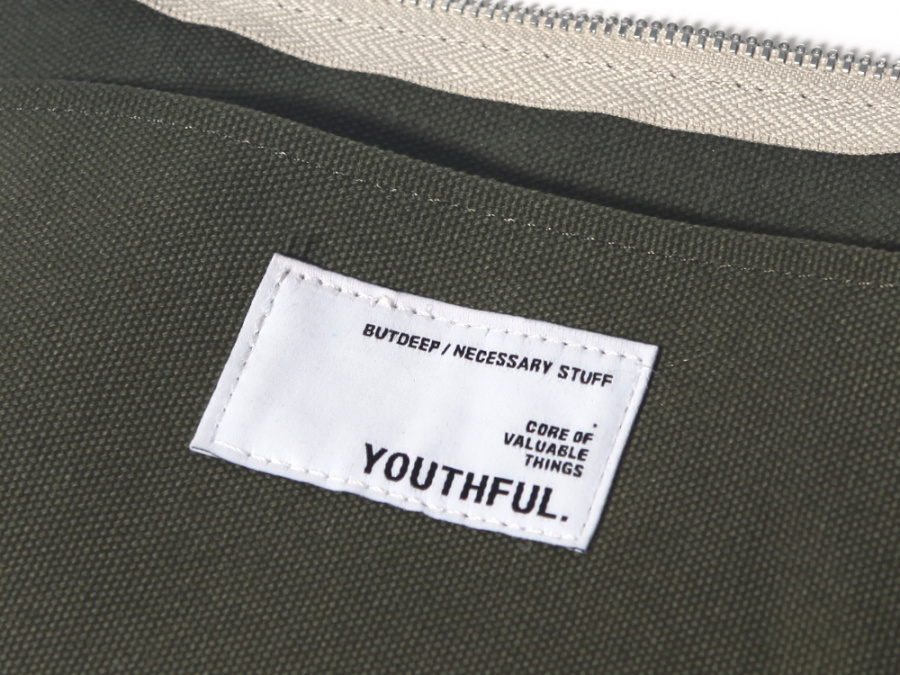 BUTDEEP / NECESSARY STUFF
CORE OF
VALUABLE
THINGS
YOUTHFUL.